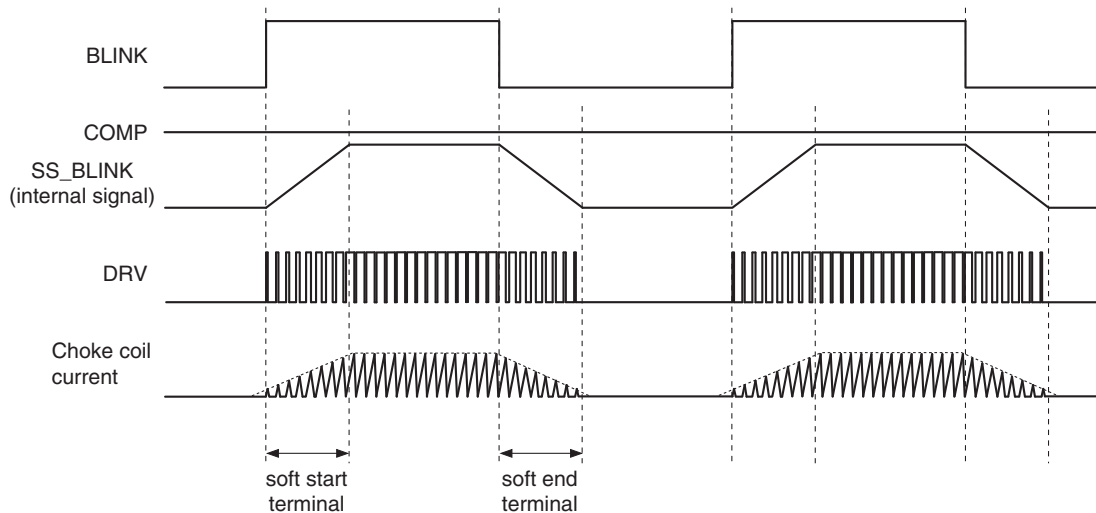 BLINK
COMP
SS_BLINK
(internal signal)
DRV
Choke coil
current
soft start
terminal
soft end
terminal